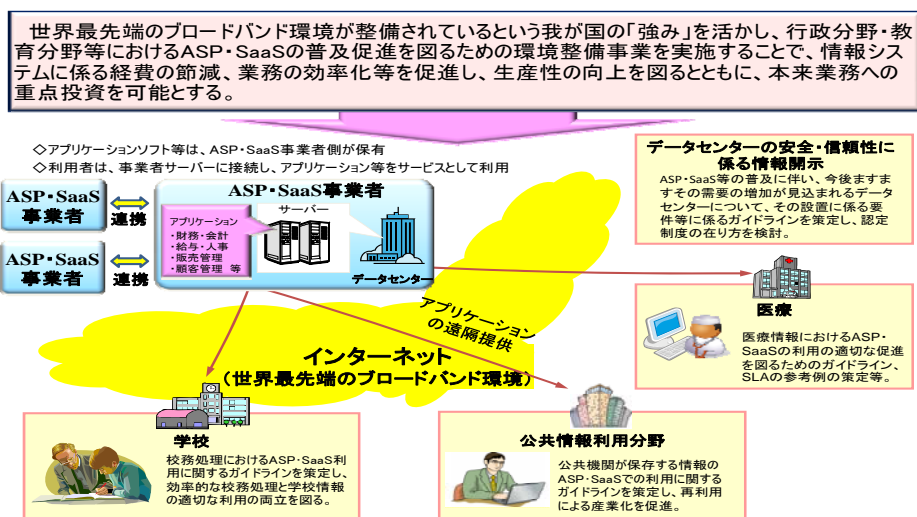 世界最先端のブロードバンド環境が整備されているという我が国の「強み」を活かし、行政分野・教
育分野等におけるASP・SaaSの普及促進を図るための環境整備事業を実施することで、情報シス
テムに係る経費の節減、業務の効率化等を促進し、生産性の向上を図るとともに、本来業務への
重点投資を可能とする。
◇アプリケーションソフト等は、ASP・SaaS事業者側が保有
◇利用者は、事業者サーバーに接続し、アプリケーション等をサービスとして利用
ASP・SaaS
事業者
連携
ASP・SaaS
事業者
連携
ASP・SaaS事業者
アプリケーション
・財務・会計
・給与・人事
・販売管理
・顧客管理 等
サーバー
データセンター
データセンターの安全・信頼性に
係る情報開示
ASP・SaaS等の普及に伴い、今後ますま
すその需要の増加が見込まれるデータ
センターについて、その設置に係る要
件等に係るガイドラインを策定し、認定
制度の在り方を検討。
アプリケーション
の遠隔提供
インターネット
(世界最先端のブロードバンド環境)
医療
医療情報におけるASP・
SaaSの利用の適切な促進
を図るためのガイドライン、
SLAの参考例の策定等。
学校
校務処理におけるASP・SaaS利
用に関するガイドラインを策定し、
効率的な校務処理と学校情報
の適切な利用の両立を図る。
公共情報利用分野
公共機関が保存する情報の
ASP・SaaSでの利用に関する
ガイドラインを策定し、再利用
による産業化を促進。